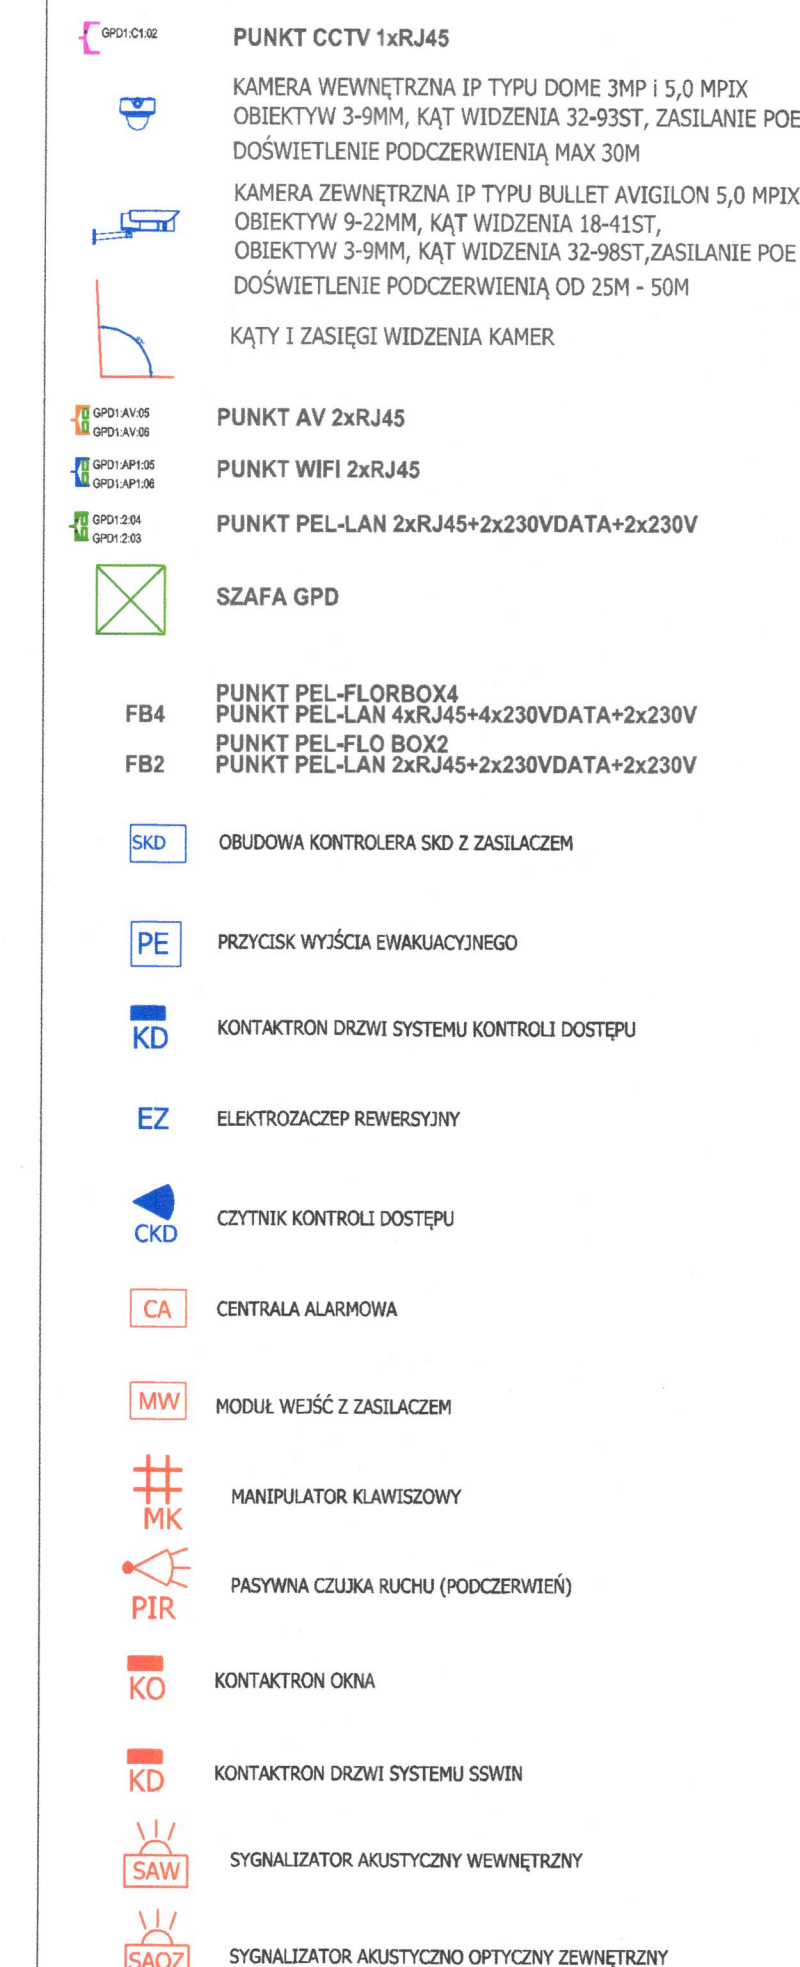 GPD1:C1:02 PUNKT CCTV 1xRJ45
KAMERA WEWNĘTRZNA IP TYPU DOME 3MP i 5,0 MPIX
OBIEKTYW 3-9MM, KĄT WIDZENIA 32-93ST, ZASILANIE POE
DOŚWIETLENIE PODCZERWIENIĄ MAX 30M
KAMERA ZEWNĘTRZNA IP TYPU BULLET AVIGILON 5,0 MPIX
OBIEKTYW 9-22MM, KĄT WIDZENIA 18-41ST,
OBIEKTYW 3-9MM, KĄT WIDZENIA 32-98ST,ZASILANIE POE
DOŚWIETLENIE PODCZERWIENIĄ OD 25M - 50M
KĄTY I ZASIĘGI WIDZENIA KAMER
GPD1:AV:05
GPD1:AV:06
PUNKT AV 2xRJ45
GPD1:AP1:05
GPD1:AP1:06
PUNKT WIFI 2xRJ45
GPD1:2:04
GPD1:2:03
PUNKT PEL-LAN 2xRJ45+2x230VDATA+2x230V
SZAFA GPD
PUNKT PEL-FLORBOX4
FB4 PUNKT PEL-LAN 4xRJ45+4x230VDATA+2x230V
PUNKT PEL-FLO BOX2
FB2 PUNKT PEL-LAN 2xRJ45+2x230VDATA+2x230V
SKD OBUDOWA KONTROLERA SKD Z ZASILACZEM
PE PRZYCISK WYJŚCIA EWAKUACYJNEGO
KD KONTAKTRON DRZWI SYSTEMU KONTROLI DOSTĘPU
EZ ELEKTROZACZEP REWERSYJNY
CKD CZYTNIK KONTROLI DOSTĘPU
CA CENTRALA ALARMOWA
MW MODUŁ WEJŚĆ Z ZASILACZEM
MK MANIPULATOR KLAWISZOWY
PIR PASYWNA CZUJKA RUCHU (PODCZERWIEŃ)
KO KONTAKTRON OKNA
KD KONTAKTRON DRZWI SYSTEMU SSWIN
SAW SYGNALIZATOR AKUSTYCZNY WEWNĘTRZNY
SAOZ SYGNALIZATOR AKUSTYCZNO OPTYCZNY ZEWNĘTRZNY